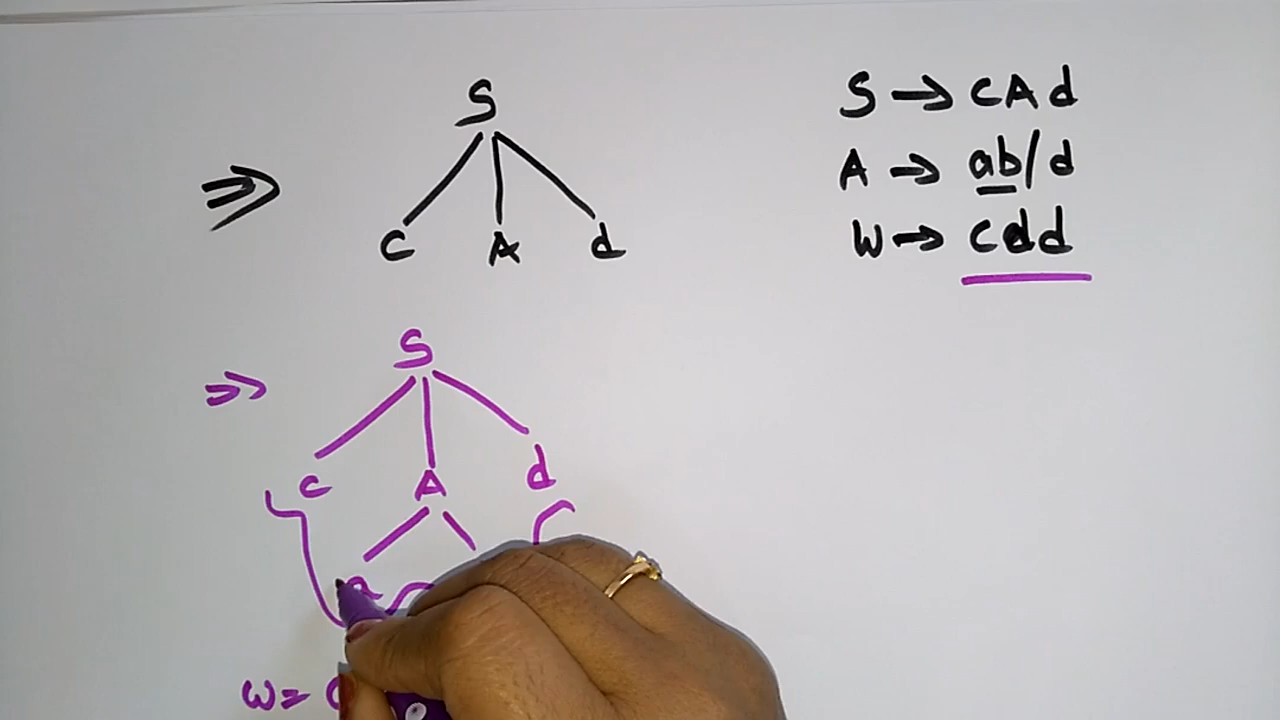 S
C A d
S → CAd
A → ab/d
W → cdd
S
c A d
a
w =